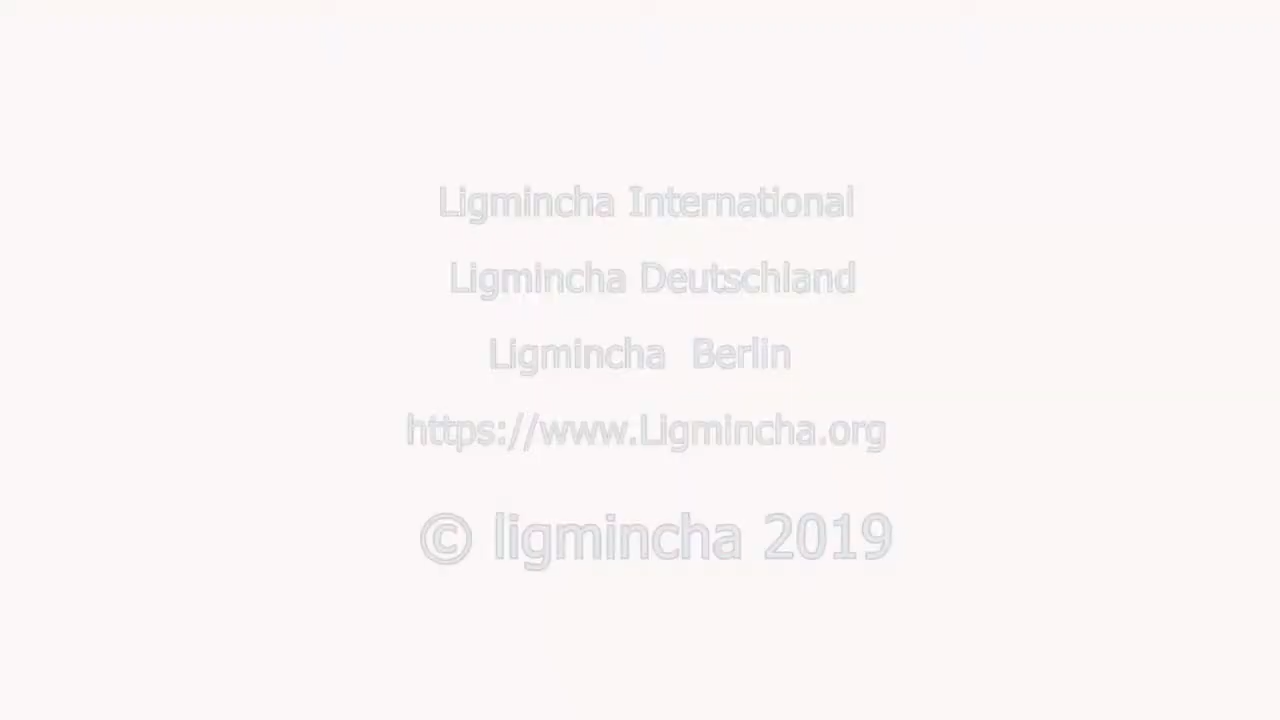 Ligmincha International
Ligmincha Deutschland
Ligmincha  Berlin
https://www.Ligmincha.org
© ligmincha 2019